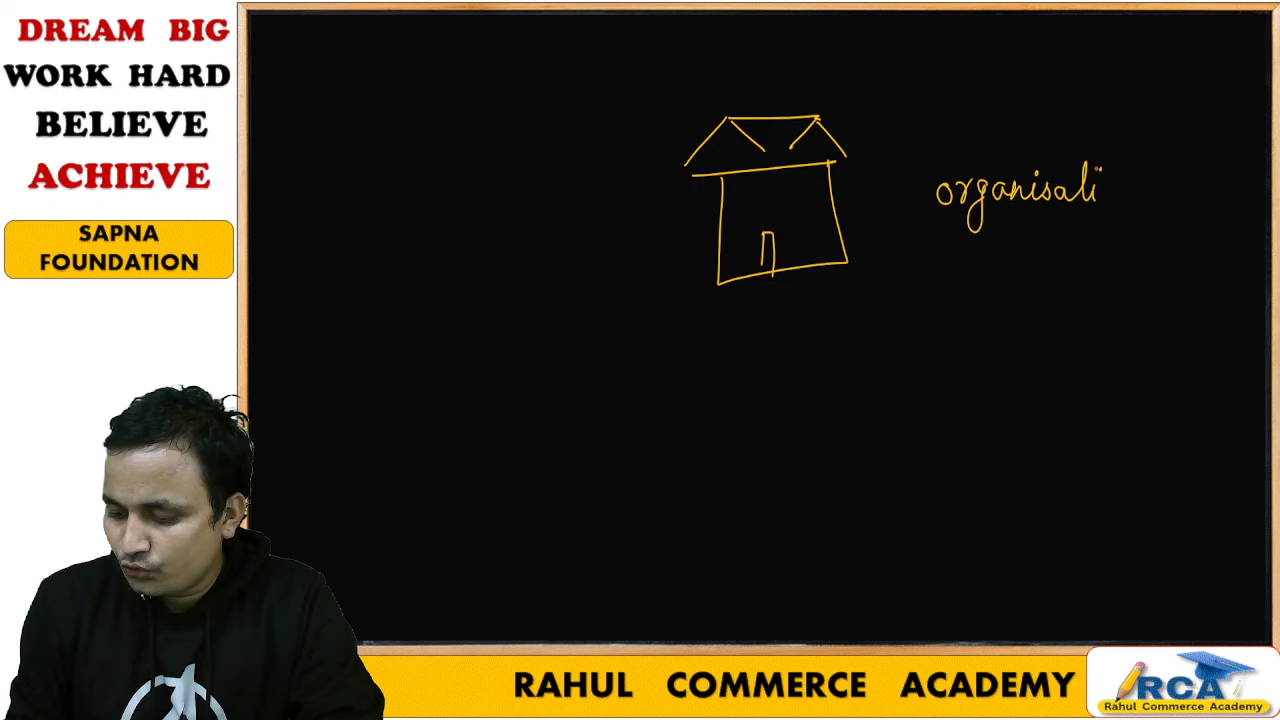 DREAM BIG
WORK HARD
BELIEVE
ACHIEVE
SAPNA
FOUNDATION
organisati
RAHUL COMMERCE ACADEMY
RCA
Rahul Commerce Academy